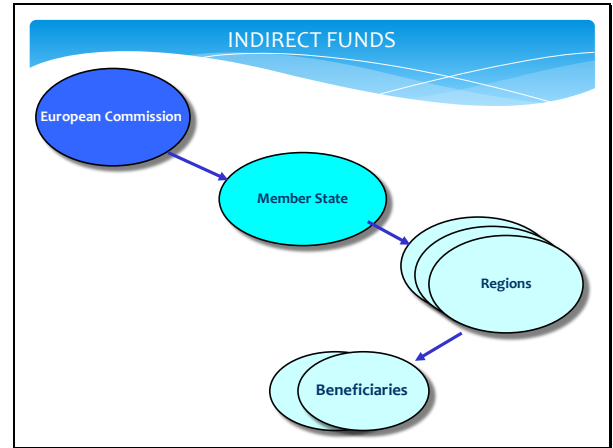 INDIRECT FUNDS
European Commission
Member State
Regions
Beneficiaries